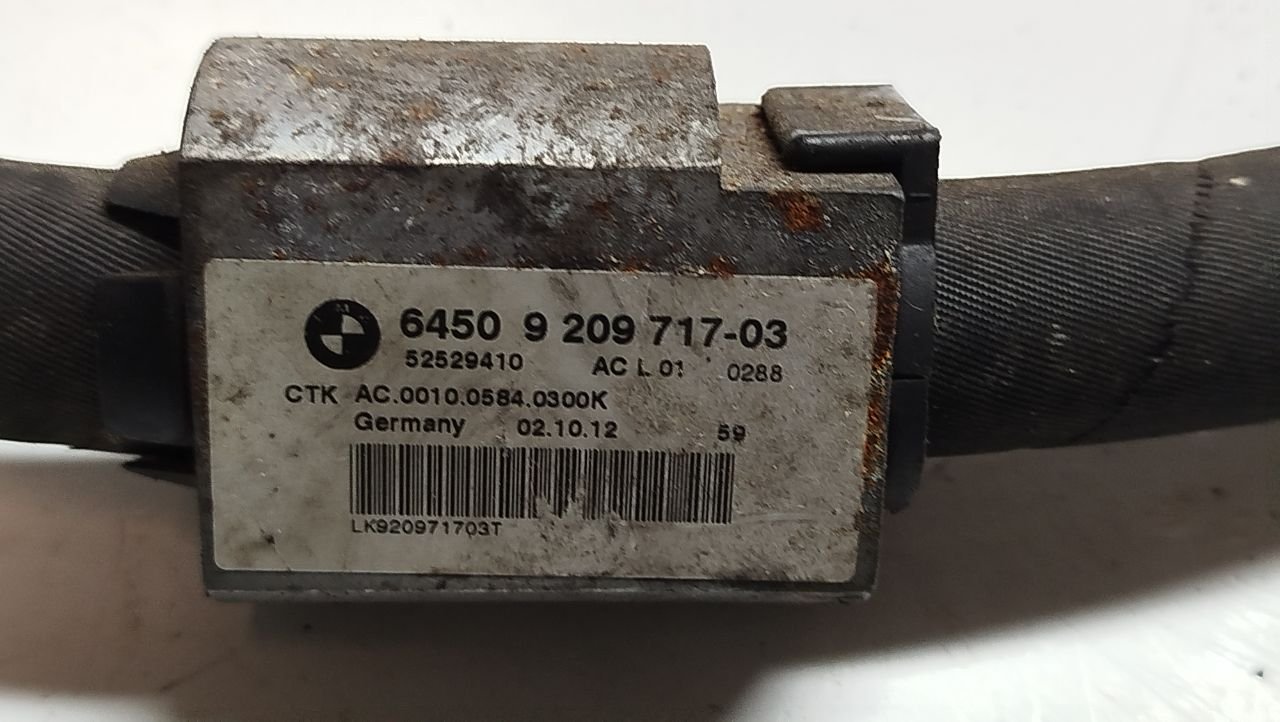 6450 9 209 717-03
52529410 AC L 01 0288
CTK AC.0010.0584.0300K
Germany 02.10.12 59
LK920971703T